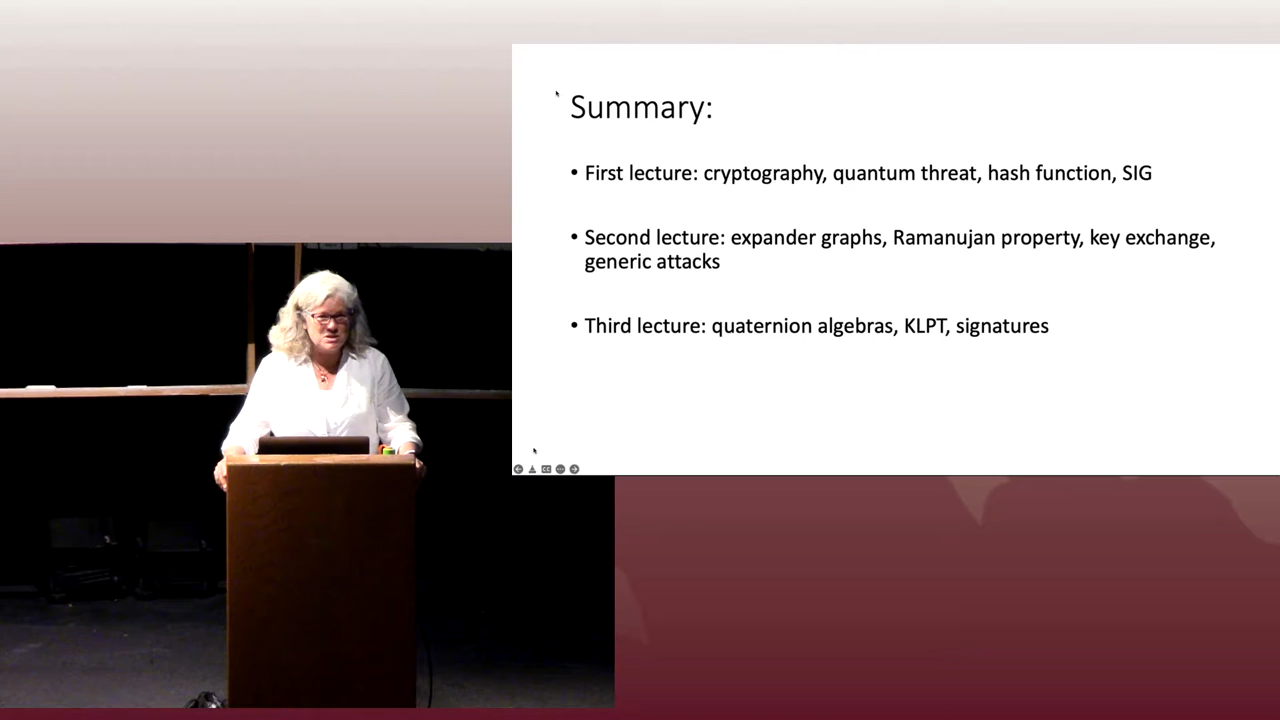 Summary:
• First lecture: cryptography, quantum threat, hash function, SIG
• Second lecture: expander graphs, Ramanujan property, key exchange,
generic attacks
• Third lecture: quaternion algebras, KLPT, signatures